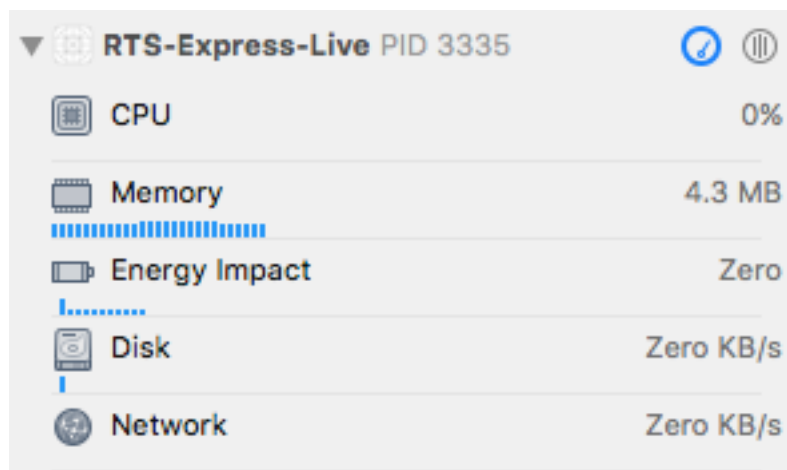 RTS-Express-Live PID 3335
CPU 0%
Memory 4.3 MB
Energy Impact Zero
Disk Zero KB/s
Network Zero KB/s